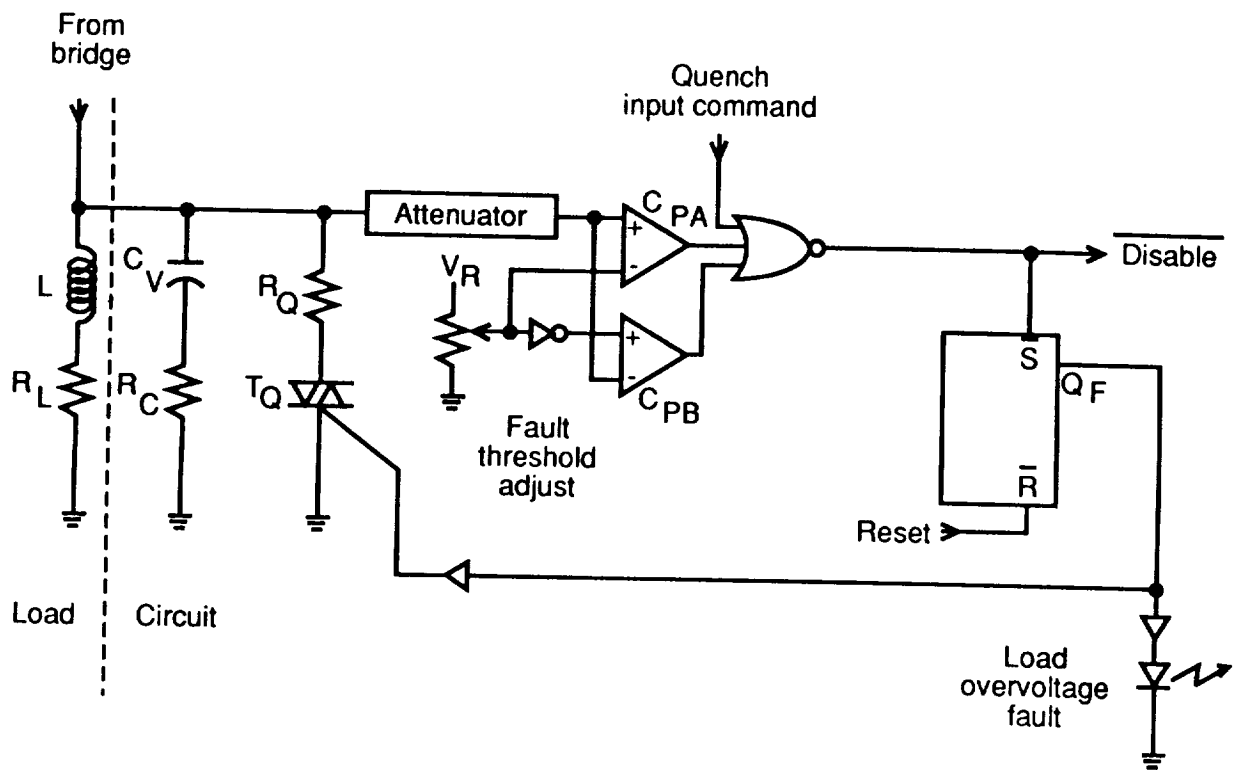 From
bridge
Quench
input command
Attenuator
C PA
+
-
V R
Disable
C V
L
R Q
+
-
S
R L
R C
T Q
C PB
Q F
Fault
threshold
adjust
R
Reset
Load
Circuit
Load
overvoltage
fault